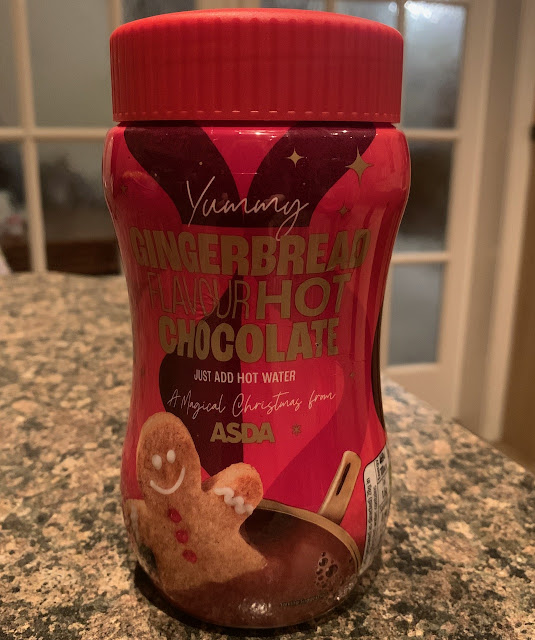 Yummy
GINGERBREAD
FLAVOUR HOT
CHOCOLATE
JUST ADD HOT WATER
A Magical Christmas from
ASDA